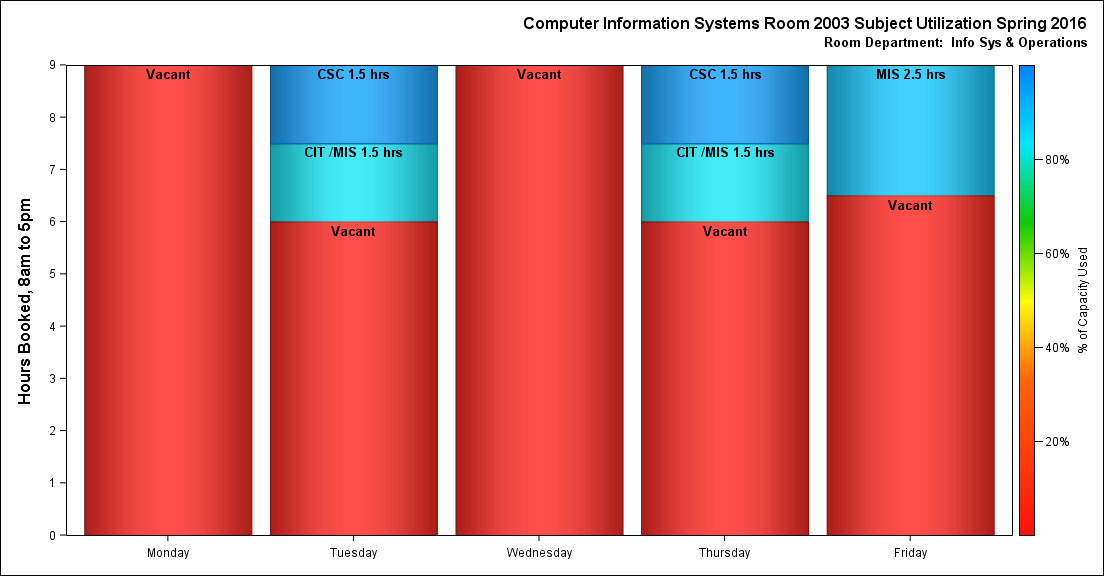 Computer Information Systems Room 2003 Subject Utilization Spring 2016
Room Department: Info Sys & Operations
Hours Booked, 8am to 5pm
9
8
7
6
5
4
3
2
1
0
Vacant
CSC 1.5 hrs
CIT /MIS 1.5 hrs
Vacant
Vacant
CSC 1.5 hrs
CIT /MIS 1.5 hrs
Vacant
MIS 2.5 hrs
Vacant
Monday
Tuesday
Wednesday
Thursday
Friday
80%
60%
40%
20%
% of Capacity Used